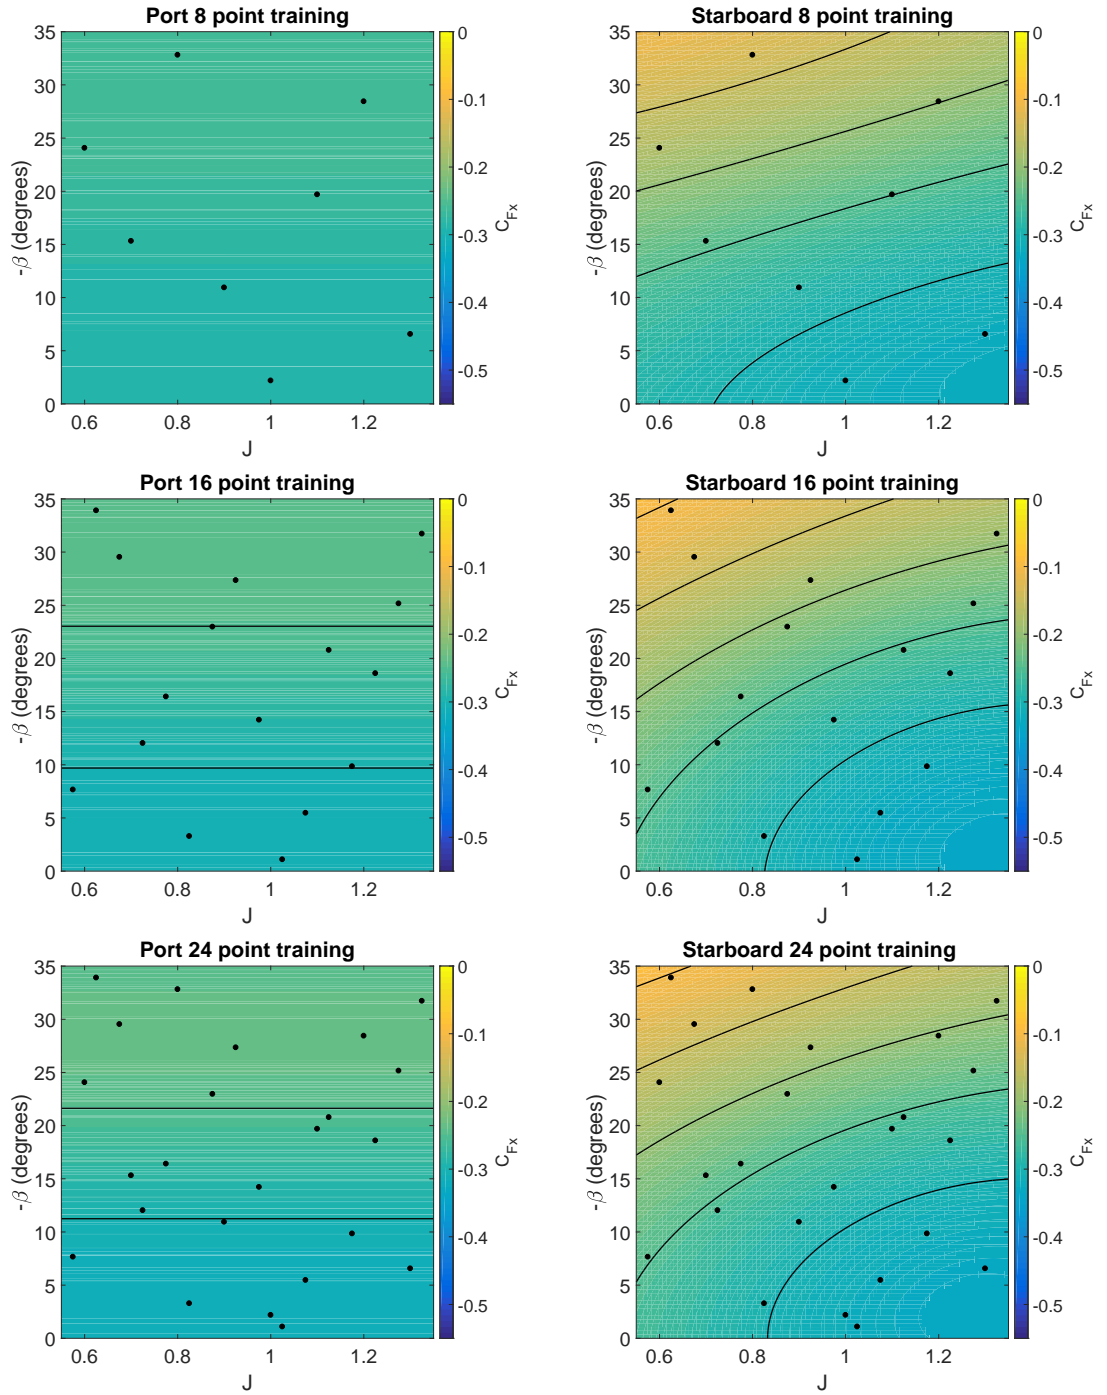 Port 8 point training
35
30
25
20
15
10
5
0
-β (degrees)
0.6 0.8 1 1.2
J
0
-0.1
-0.2
-0.3
-0.4
-0.5
C_Fx
Starboard 8 point training
35
30
25
20
15
10
5
0
-β (degrees)
0.6 0.8 1 1.2
J
0
-0.1
-0.2
-0.3
-0.4
-0.5
C_Fx
Port 16 point training
35
30
25
20
15
10
5
0
-β (degrees)
0.6 0.8 1 1.2
J
0
-0.1
-0.2
-0.3
-0.4
-0.5
C_Fx
Starboard 16 point training
35
30
25
20
15
10
5
0
-β (degrees)
0.6 0.8 1 1.2
J
0
-0.1
-0.2
-0.3
-0.4
-0.5
C_Fx
Port 24 point training
35
30
25
20
15
10
5
0
-β (degrees)
0.6 0.8 1 1.2
J
0
-0.1
-0.2
-0.3
-0.4
-0.5
C_Fx
Starboard 24 point training
35
30
25
20
15
10
5
0
-β (degrees)
0.6 0.8 1 1.2
J
0
-0.1
-0.2
-0.3
-0.4
-0.5
C_Fx